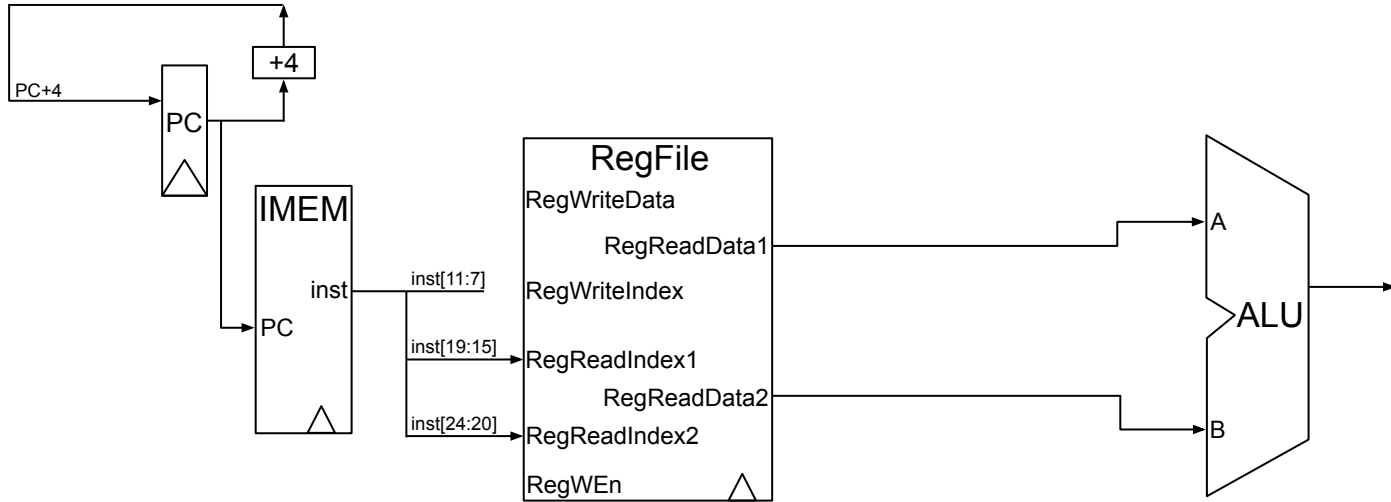 +4
PC+4
PC
RegFile
IMEM
RegWriteData
A
RegReadData1
inst
inst[11:7]
RegWriteIndex
ALU
PC
inst[19:15]
RegReadIndex1
RegReadData2
inst[24:20]
RegReadIndex2
B
RegWEn